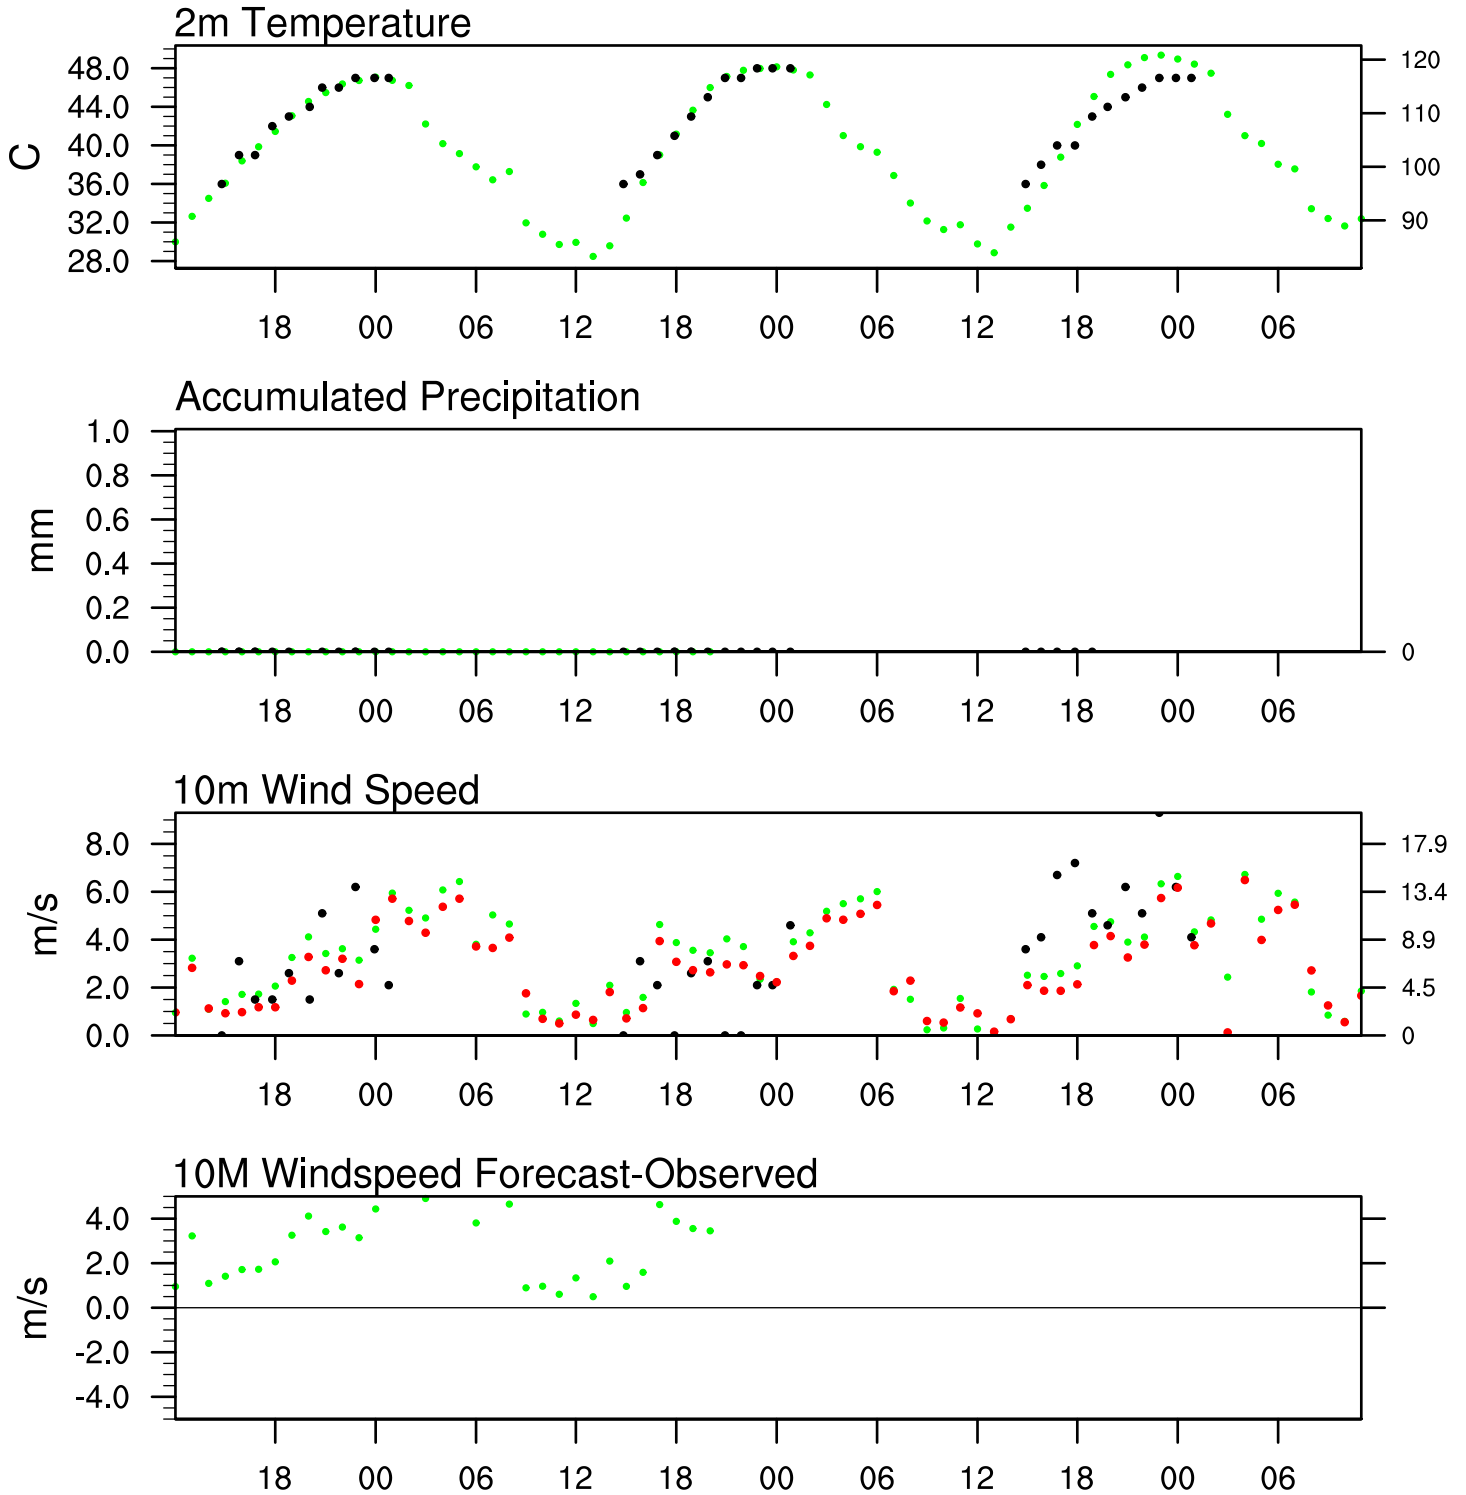 2m Temperature
48.0
44.0
40.0
36.0
32.0
28.0
C
120
110
100
90
18 00 06 12 18 00 06 12 18 00 06
Accumulated Precipitation
1.0
0.8
0.6
0.4
0.2
0.0
mm
0
18 00 06 12 18 00 06 12 18 00 06
10m Wind Speed
8.0
6.0
4.0
2.0
0.0
m/s
17.9
13.4
8.9
4.5
0
18 00 06 12 18 00 06 12 18 00 06
10M Windspeed Forecast-Observed
4.0
2.0
0.0
-2.0
-4.0
m/s
18 00 06 12 18 00 06 12 18 00 06